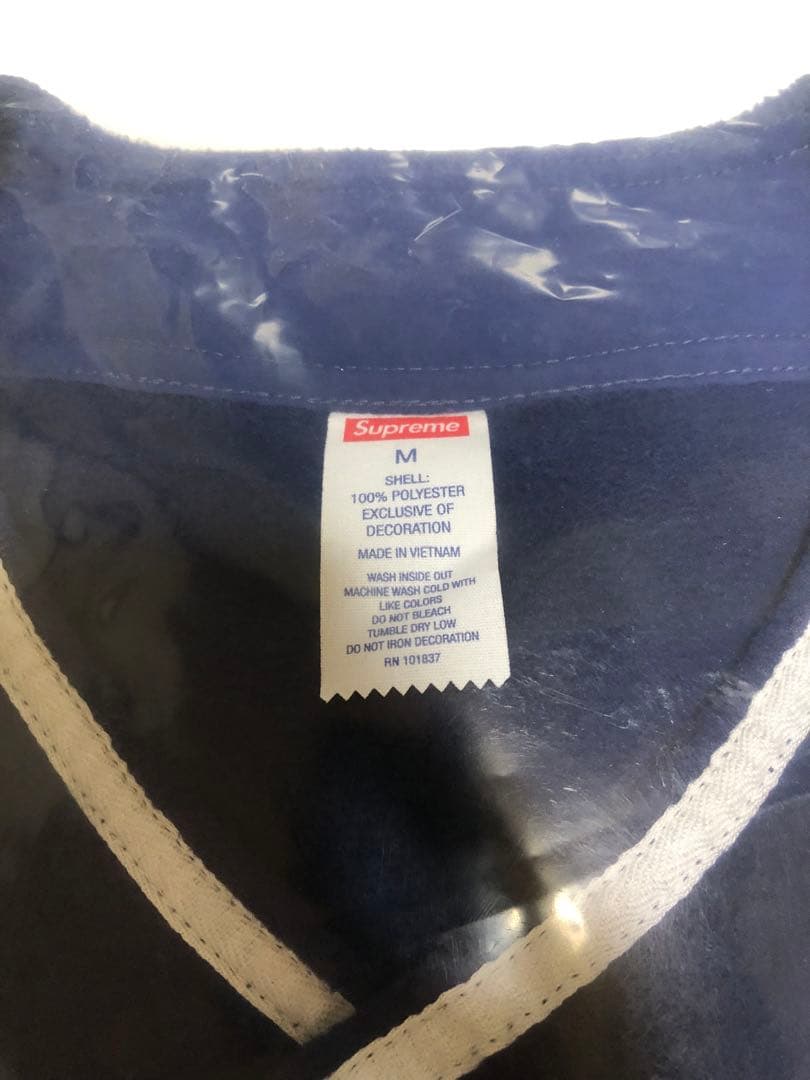 Supreme
M
SHELL:
100% POLYESTER
EXCLUSIVE OF
DECORATION
MADE IN VIETNAM
WASH INSIDE OUT
MACHINE WASH COLD WITH
LIKE COLORS
DO NOT BLEACH
TUMBLE DRY LOW
DO NOT IRON DECORATION
RN 101837